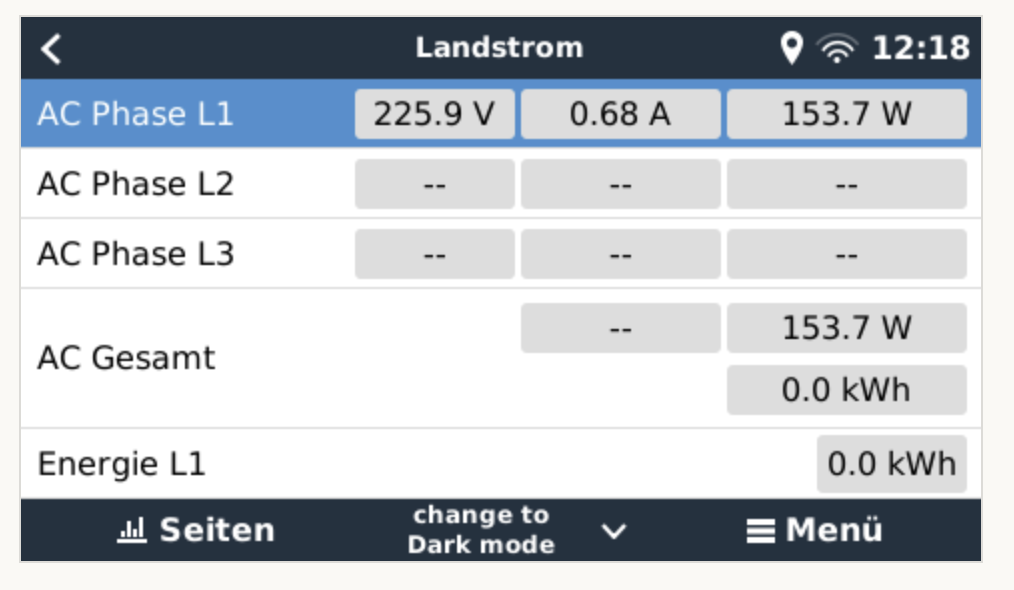 Landstrom 12:18
AC Phase L1 225.9 V 0.68 A 153.7 W
AC Phase L2 -- -- --
AC Phase L3 -- -- --
AC Gesamt -- 153.7 W
0.0 kWh
Energie L1 0.0 kWh
Seiten change to Dark mode Menü